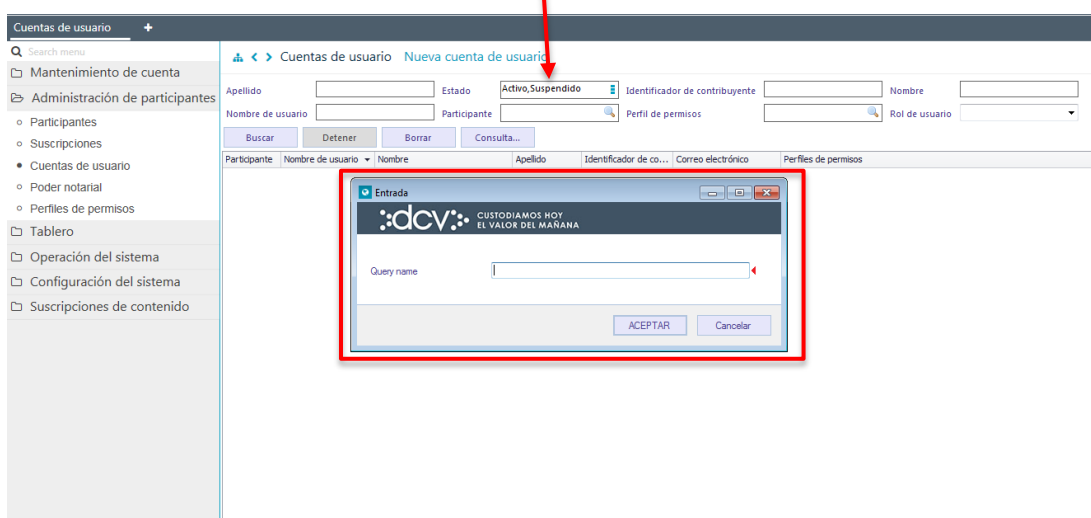 Cuentas de usuario +
Search menu
Mantenimiento de cuenta
Administración de participantes
Participantes
Suscripciones
Cuentas de usuario
Poder notarial
Perfiles de permisos
Tablero
Operación del sistema
Configuración del sistema
Suscripciones de contenido
Cuentas de usuario Nueva cuenta de usuario
Apellido Estado Activo,Suspendido Identificador de contribuyente Nombre
Nombre de usuario Participante Perfil de permisos Rol de usuario
Buscar Detener Borrar Consulta...
Participante Nombre de usuario Nombre Apellido Identificador de co... Correo electrónico Perfiles de permisos
Entrada
dcv CUSTODIAMOS HOY
EL VALOR DEL MAÑANA
Query name
ACEPTAR Cancelar